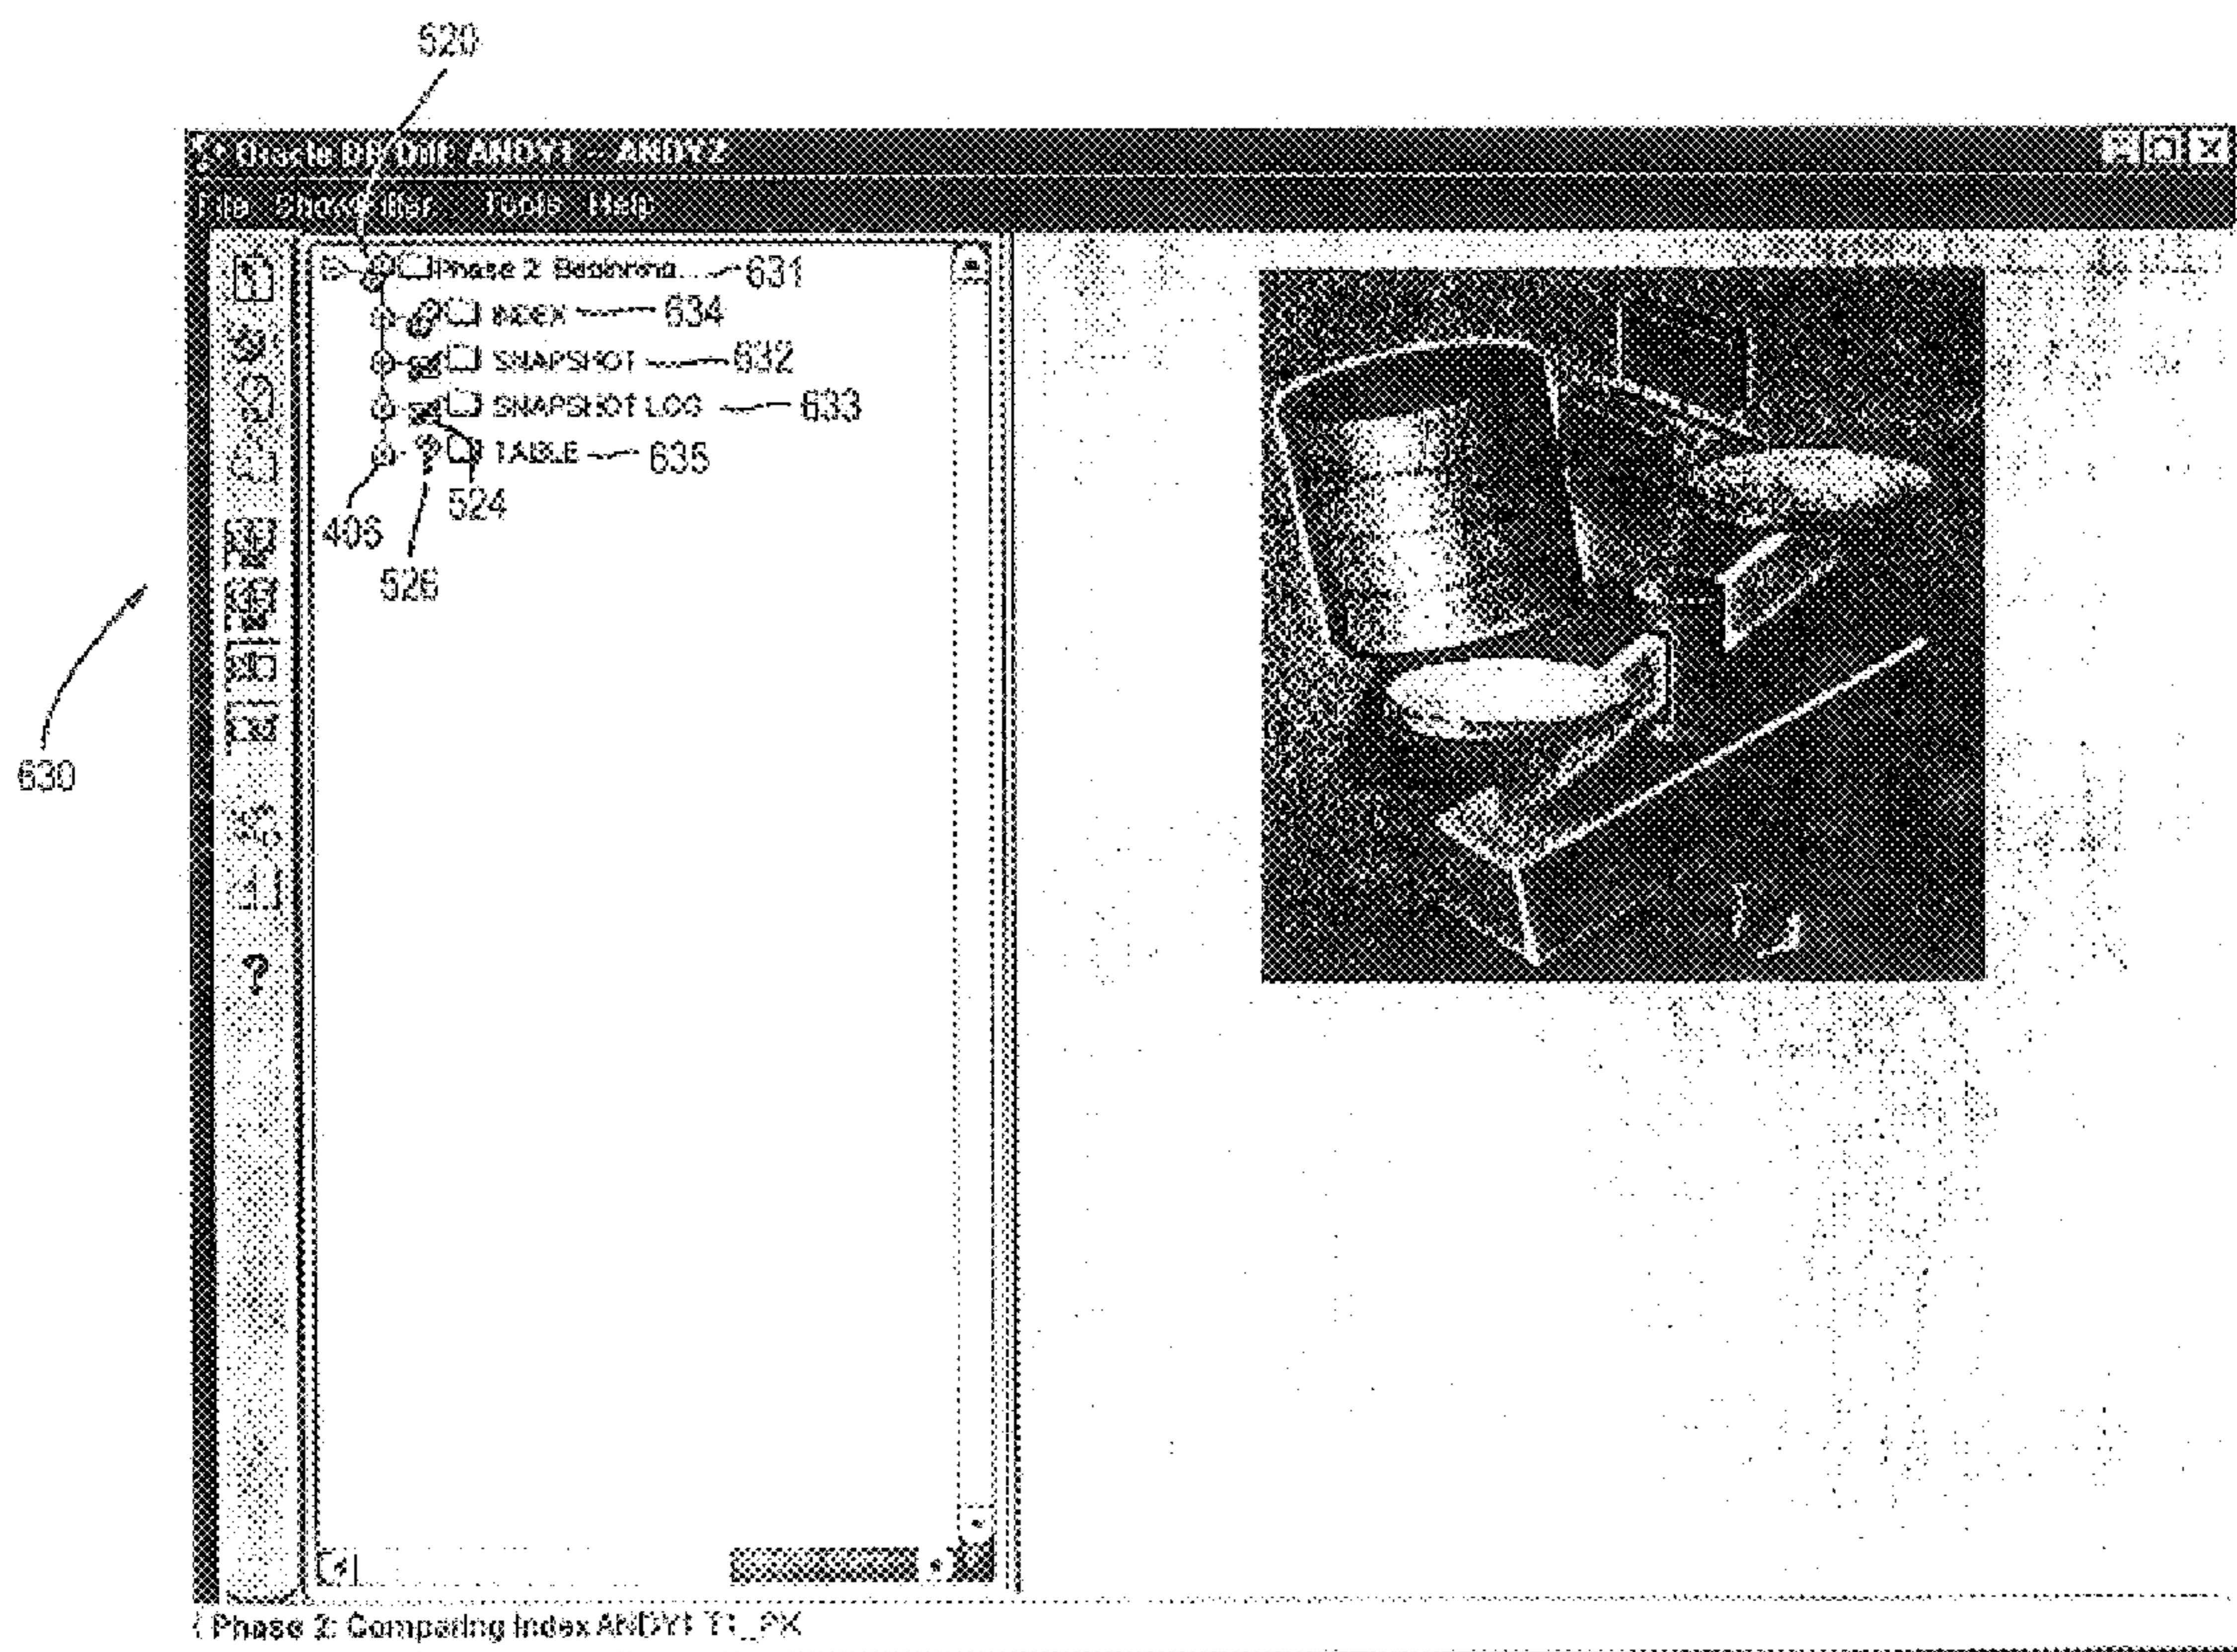 520
Oracle DB Diff: ANDY1 -- ANDY2
File Show Filter Tools Help
Phase 2 Beginning... 631
INDEX 634
SNAPSHOT 632
SNAPSHOT LOG 633
TABLE 635
524
406
526
630
?
Phase 2: Comparing Index ANDY1